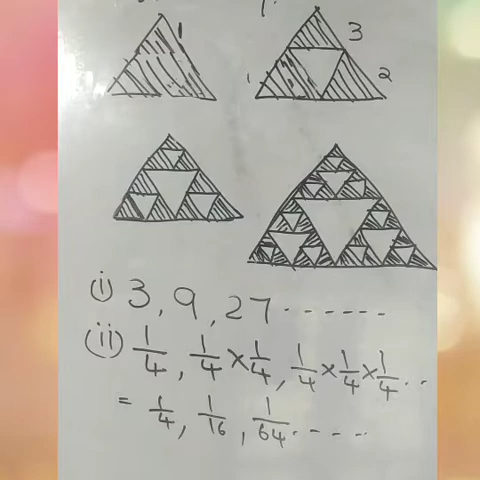 1
1 3 2
(i) 3, 9, 27 ------
(ii) 1/4, 1/4 × 1/4, 1/4 × 1/4 × 1/4 ..
= 1/4, 1/16, 1/64 ----